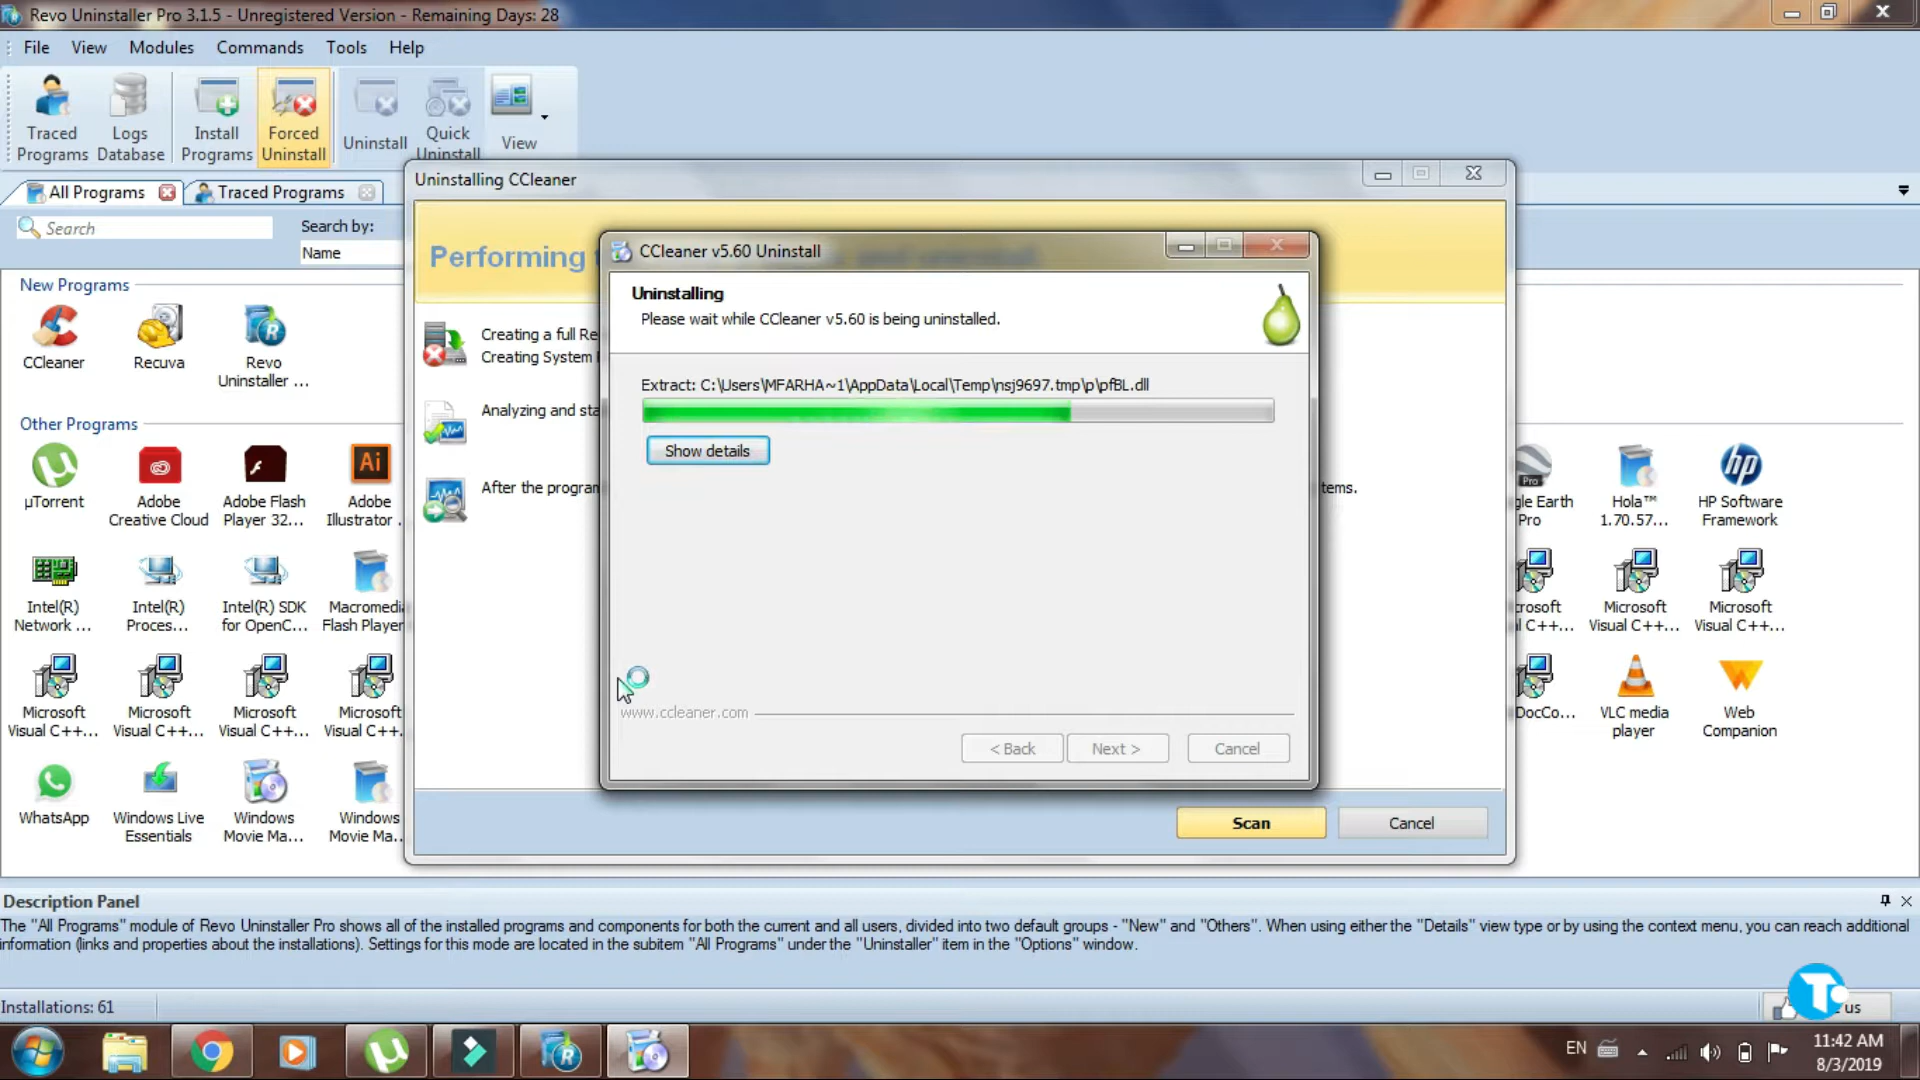 Revo Uninstaller Pro 3.1.5 - Unregistered Version - Remaining Days: 28
File View Modules Commands Tools Help
Traced Programs
Logs Database
Install Programs
Forced Uninstall
Uninstall
Quick Uninstall
View
All Programs
Traced Programs
Search
Search by:
Name
Uninstalling CCleaner
Performing
Creating a full Re
Creating System
Analyzing and sta
After the program
tems.
CCleaner v5.60 Uninstall
Uninstalling
Please wait while CCleaner v5.60 is being uninstalled.
Extract: C:\Users\MFARHA~1\AppData\Local\Temp\nsj9697.tmp\p\pfBL.dll
Show details
www.ccleaner.com
< Back
Next >
Cancel
Scan
Cancel
New Programs
CCleaner
Recuva
Revo
Uninstaller ...
Other Programs
µTorrent
Adobe
Creative Cloud
Adobe Flash
Player 32...
Ai
Adobe
Illustrator .
Pro
gle Earth
Pro
Hola™
1.70.57...
hp
HP Software
Framework
Intel(R)
Network ...
Intel(R)
Proces...
Intel(R) SDK
for OpenC...
Macromedia
Flash Player
crosoft
al C++...
Microsoft
Visual C++...
Microsoft
Visual C++...
Microsoft
Visual C++...
Microsoft
Visual C++...
Microsoft
Visual C++...
Microsoft
Visual C++.
DocCo...
VLC media
player
Web
Companion
WhatsApp
Windows Live
Essentials
Windows
Movie Ma...
Windows
Movie Ma..
Description Panel
The "All Programs" module of Revo Uninstaller Pro shows all of the installed programs and components for both the current and all users, divided into two default groups - "New" and "Others". When using either the "Details" view type or by using the context menu, you can reach additional
information (links and properties about the installations). Settings for this mode are located in the subitem "All Programs" under the "Uninstaller" item in the "Options" window.
Installations: 61
us
EN
11:42 AM
8/3/2019